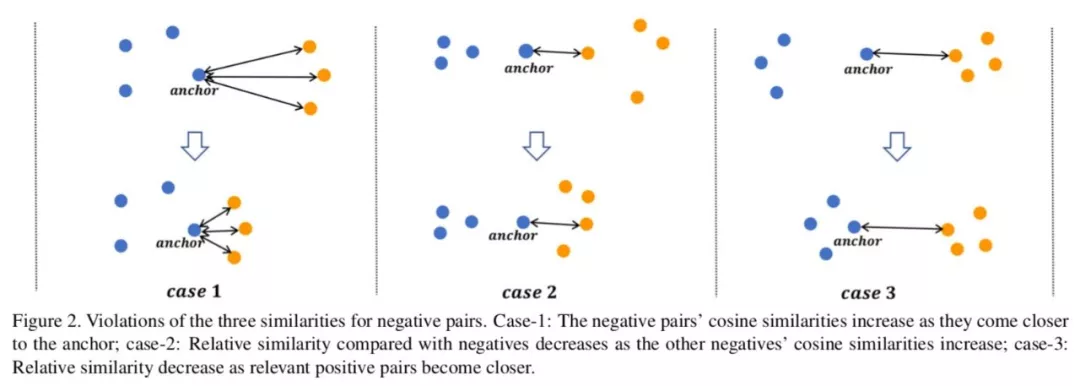 anchor
anchor
anchor
anchor
anchor
anchor
case 1
case 2
case 3
Figure 2. Violations of the three similarities for negative pairs. Case-1: The negative pairs' cosine similarities increase as they come closer
to the anchor; case-2: Relative similarity compared with negatives decreases as the other negatives' cosine similarities increase; case-3:
Relative similarity decrease as relevant positive pairs become closer.